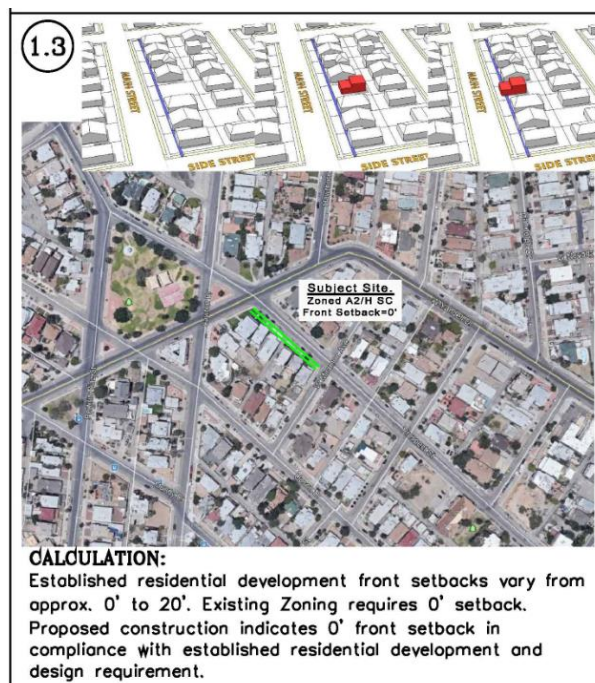 1.3
MAIN STREET
SIDE STREET
MAIN STREET
SIDE STREET
MAIN STREET
SIDE STREET
Subject Site.
Zoned A2/H SC
Front Setback=0'
CALCULATION:
Established residential development front setbacks vary from
approx. 0' to 20'. Existing Zoning requires 0' setback.
Proposed construction indicates 0' front setback in
compliance with established residential development and
design requirement.